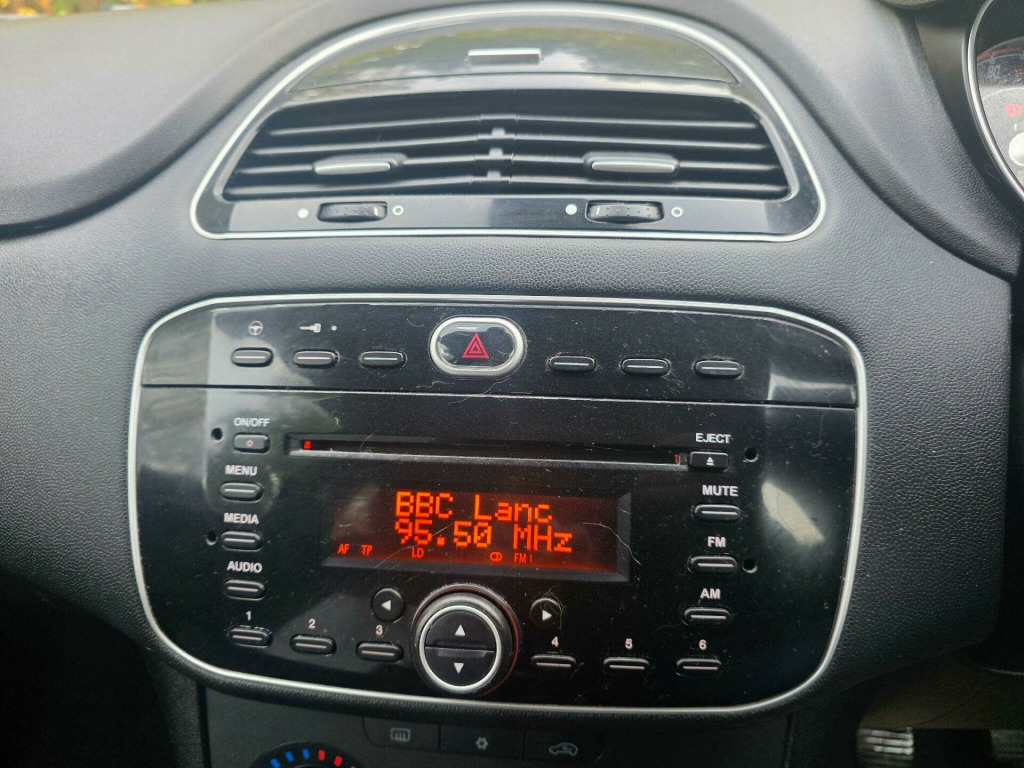 ON/OFF
EJECT
MENU
MUTE
MEDIA
BBC Lanc
95.50 MHz
AF TP LD FM1
FM
AUDIO
AM
1 2 3 4 5 6